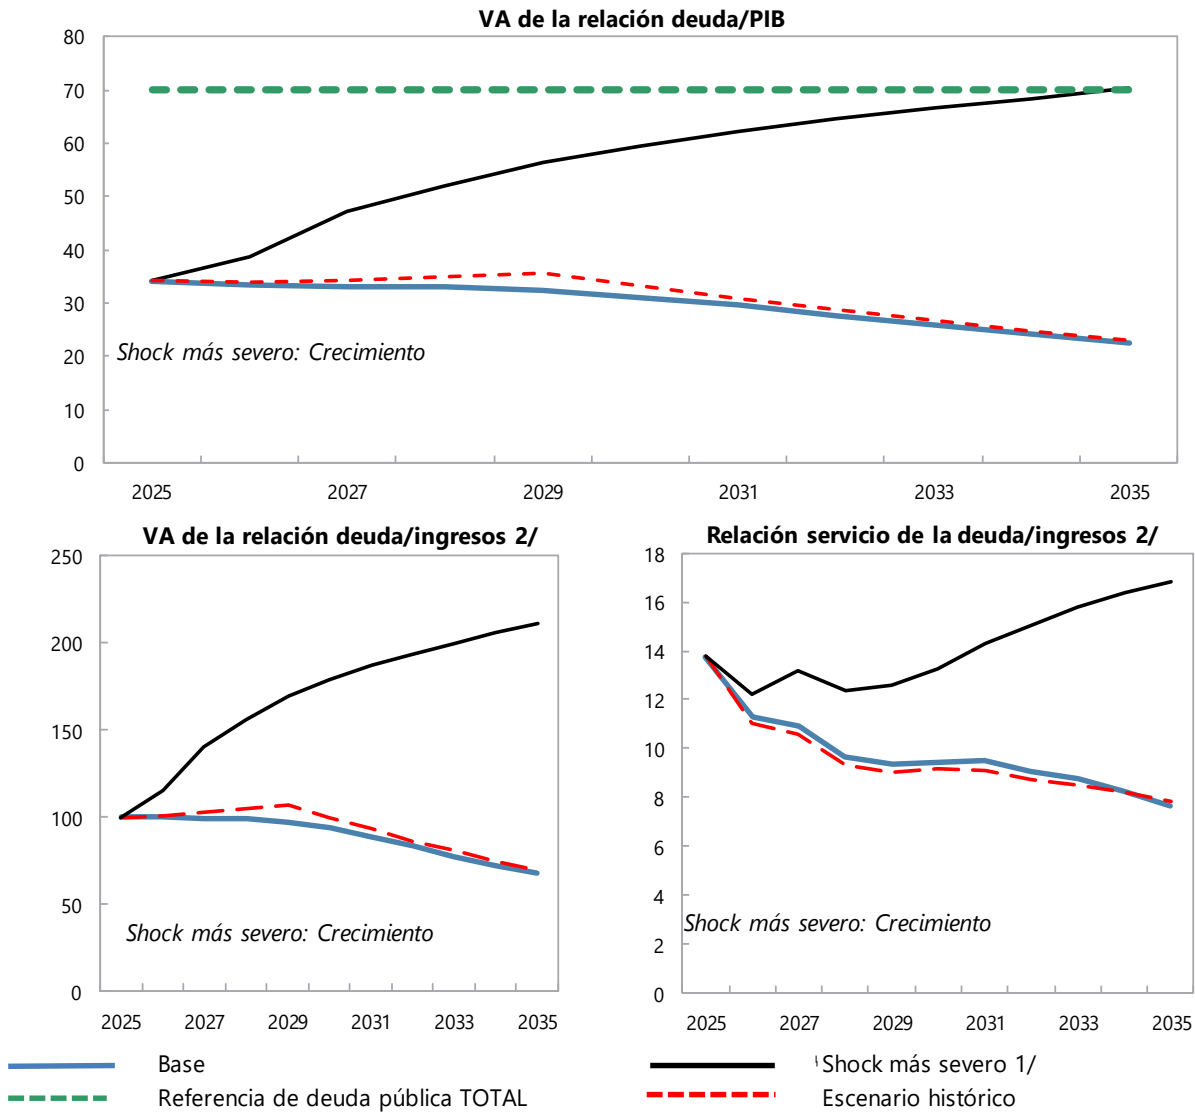 VA de la relación deuda/PIB
80
70
60
50
40
30
20
10
0
Shock más severo: Crecimiento
2025 2027 2029 2031 2033 2035
VA de la relación deuda/ingresos 2/
250
200
150
100
50
0
Shock más severo: Crecimiento
2025 2027 2029 2031 2033 2035
Relación servicio de la deuda/ingresos 2/
18
16
14
12
10
8
6
4
2
0
Shock más severo: Crecimiento
2025 2027 2029 2031 2033 2035
Base
Shock más severo 1/
Referencia de deuda pública TOTAL
Escenario histórico